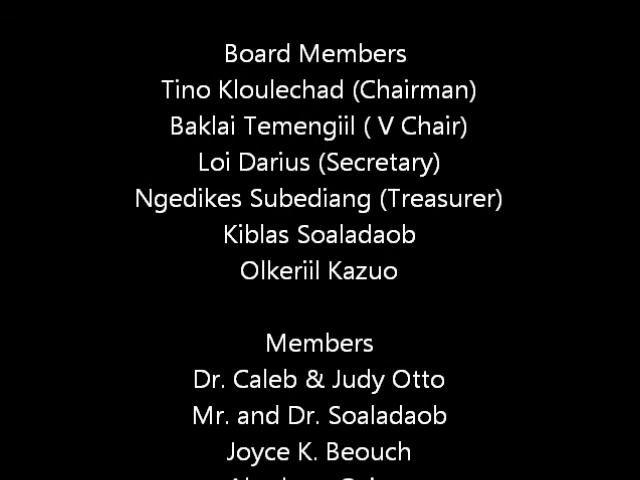 Board Members
Tino Kloulechad (Chairman)
Baklai Temengiil ( V Chair)
Loi Darius (Secretary)
Ngedikes Subediang (Treasurer)
Kiblas Soaladaob
Olkeriil Kazuo
Members
Dr. Caleb & Judy Otto
Mr. and Dr. Soaladaob
Joyce K. Beouch